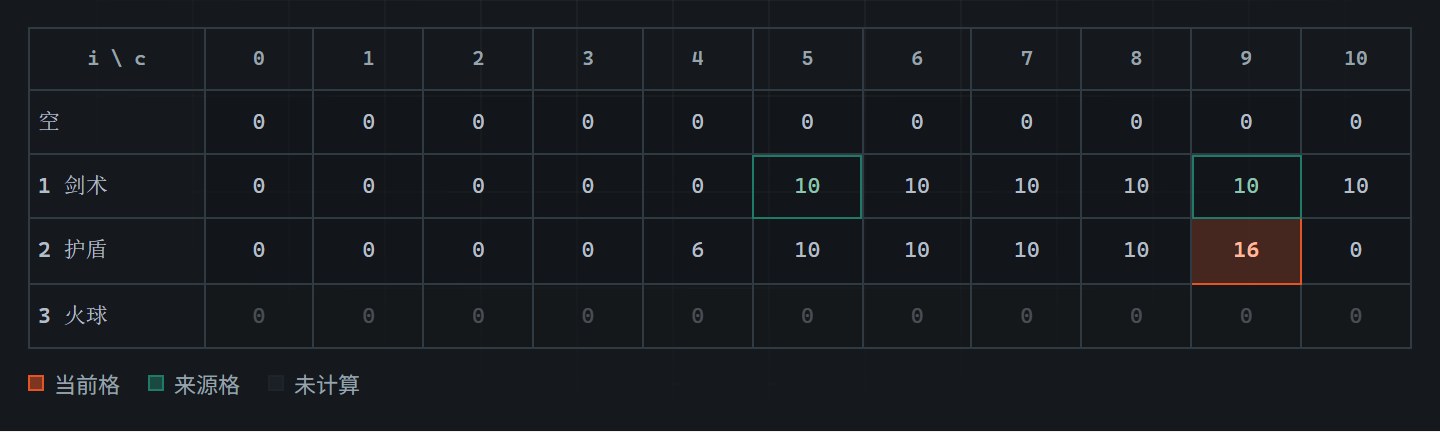 i \ c 0 1 2 3 4 5 6 7 8 9 10
空 0 0 0 0 0 0 0 0 0 0 0
1 剑术 0 0 0 0 0 10 10 10 10 10 10
2 护盾 0 0 0 0 6 10 10 10 10 16 0
3 火球 0 0 0 0 0 0 0 0 0 0 0
当前格 来源格 未计算